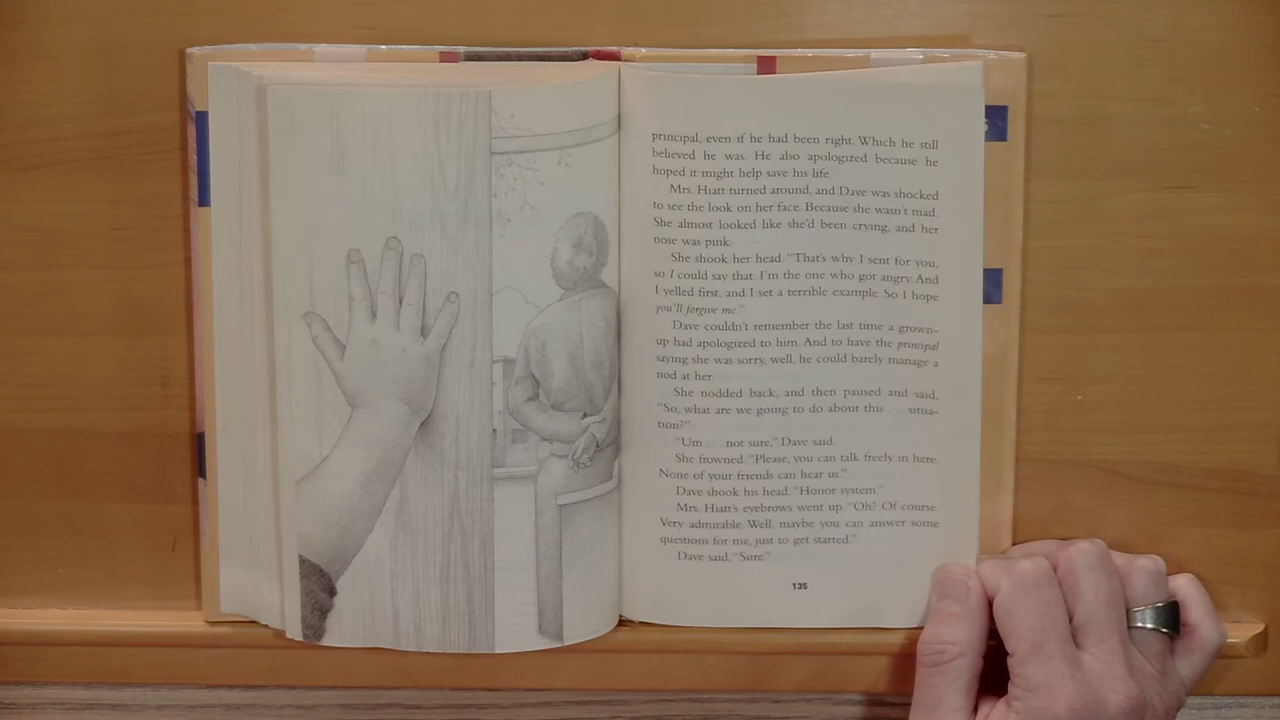 principal, even if he had been right. Which he still
believed he was. He also apologized because he
hoped it might help save his life.
Mrs. Hiatt turned around, and Dave was shocked
to see the look on her face. Because she wasn't mad.
She almost looked like she'd been crying, and her
nose was pink.
She shook her head. "That's why I sent for you,
so I could say that I'm the one who got angry. And
I yelled first, and I set a terrible example. So I hope
you'll forgive me."
Dave couldn't remember the last time a grown-
up had apologized to him. And to have the principal
saying she was sorry, well, he could barely manage a
nod at her.
She nodded back, and then paused and said,
"So, what are we going to do about this . . . situa-
tion?"
"Um . . . not sure," Dave said.
She frowned. "Please, you can talk freely in here.
None of your friends can hear us."
Dave shook his head. "Honor system."
Mrs. Hiatt's eyebrows went up. "Oh? Of course.
Very admirable. Well, maybe you can answer some
questions for me, just to get started."
Dave said, "Sure."
135